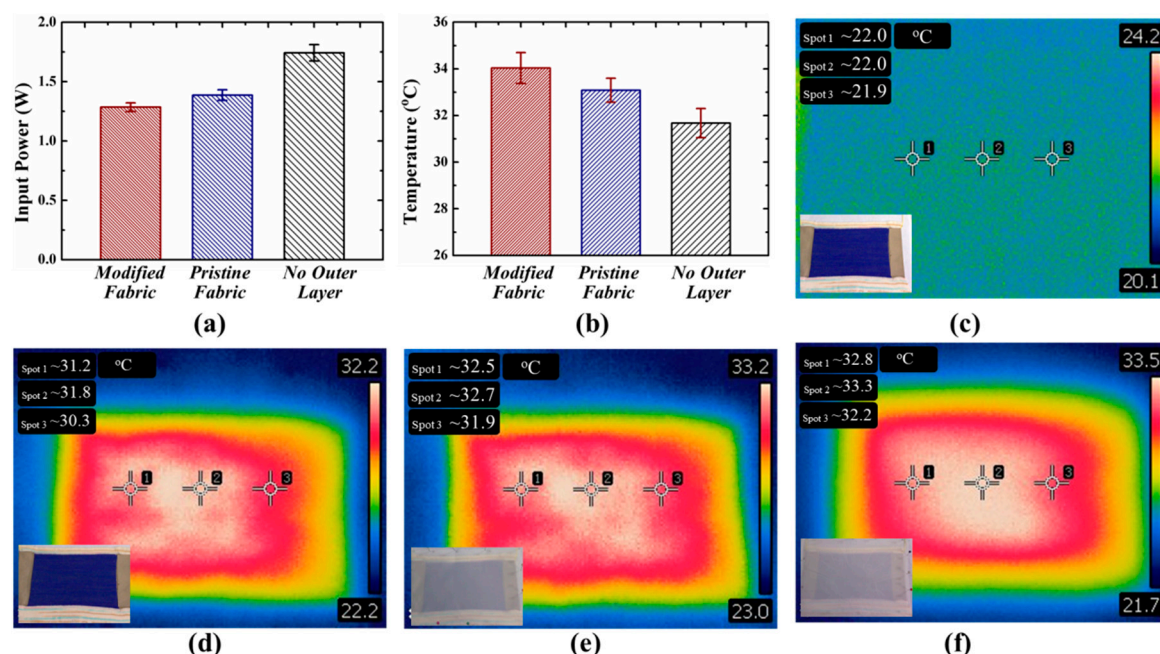 2.0
1.5
1.0
0.5
0.0
Input Power (W)
Modified Fabric
Pristine Fabric
No Outer Layer
(a)
36
34
32
30
28
26
Temperature (°C)
Modified Fabric
Pristine Fabric
No Outer Layer
(b)
Spot 1 ~22.0 °C
Spot 2 ~22.0
Spot 3 ~21.9
24.2
1 2 3
20.1
(c)
Spot 1 ~31.2 °C
Spot 2 ~31.8
Spot 3 ~30.3
32.2
1 2 3
22.2
(d)
Spot 1 ~32.5 °C
Spot 2 ~32.7
Spot 3 ~31.9
33.2
1 2 3
23.0
(e)
Spot 1 ~32.8 °C
Spot 2 ~33.3
Spot 3 ~32.2
33.5
1 2 3
21.7
(f)